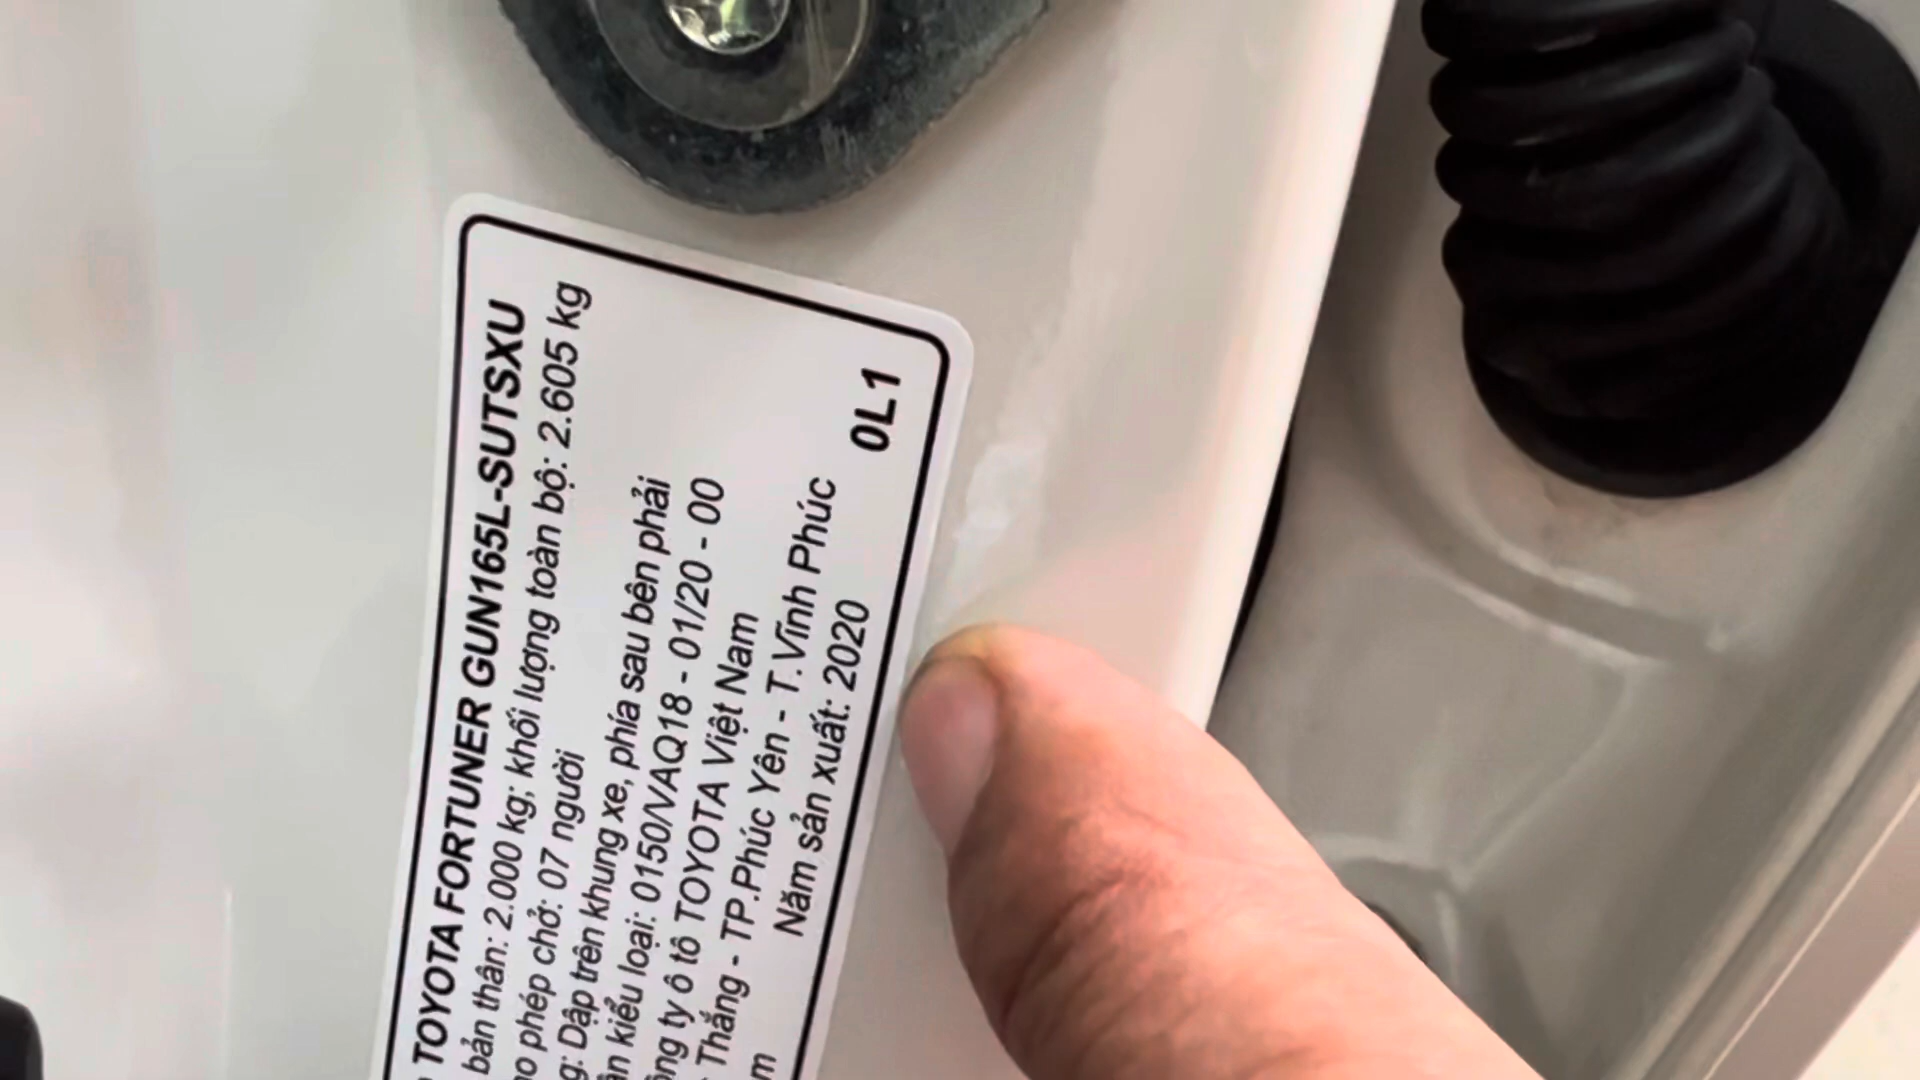 TOYOTA FORTUNER GUN165L-SUTSXU
bản thân: 2.000 kg; khối lượng toàn bộ: 2.605 kg
phép chở: 07 người
Dập trên khung xe, phía sau bên phải
kiểu loại: 0150/VAQ18 - 01/20 - 00
ty ô tô TOYOTA Việt Nam
Thắng - TP.Phúc Yên - T.Vĩnh Phúc
Năm sản xuất: 2020
0L1